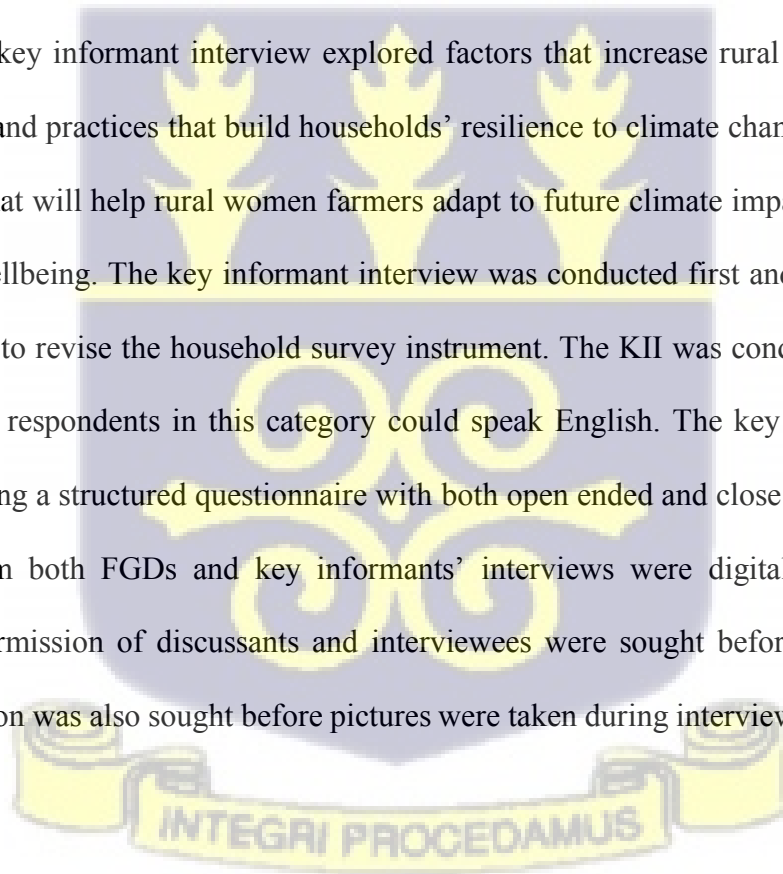 key informant interview explored factors that increase rural
and practices that build households’ resilience to climate chan
at will help rural women farmers adapt to future climate impa
ellbeing. The key informant interview was conducted first and
to revise the household survey instrument. The KII was cond
respondents in this category could speak English. The key
ng a structured questionnaire with both open ended and close
m both FGDs and key informants’ interviews were digital
rmission of discussants and interviewees were sought befor
on was also sought before pictures were taken during interview
INTEGRI PROCEDAMUS